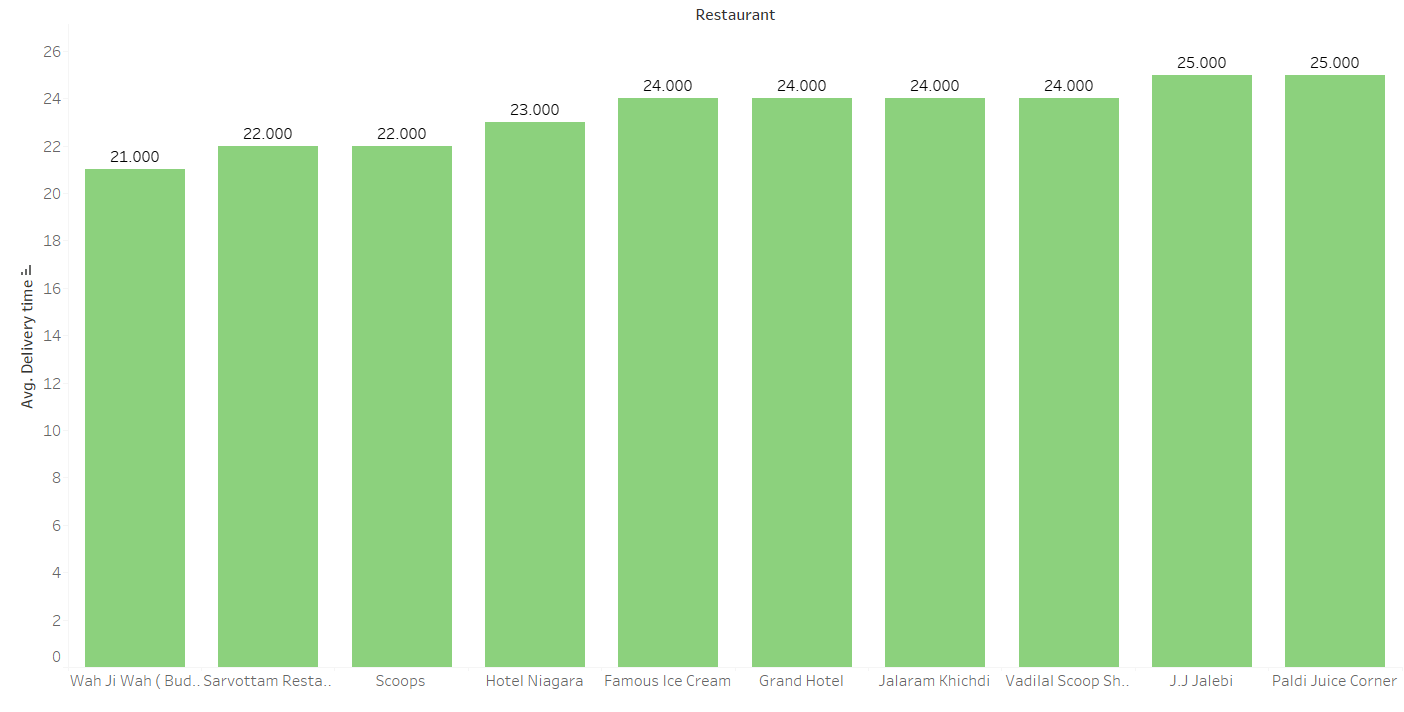 Restaurant
26
24
22
20
18
16
14
12
10
8
6
4
2
0
Avg. Delivery time
21.000
22.000
22.000
23.000
24.000
24.000
24.000
24.000
25.000
25.000
Wah Ji Wah ( Bud..
Sarvottam Resta..
Scoops
Hotel Niagara
Famous Ice Cream
Grand Hotel
Jalaram Khichdi
Vadilal Scoop Sh..
J.J Jalebi
Paldi Juice Corner